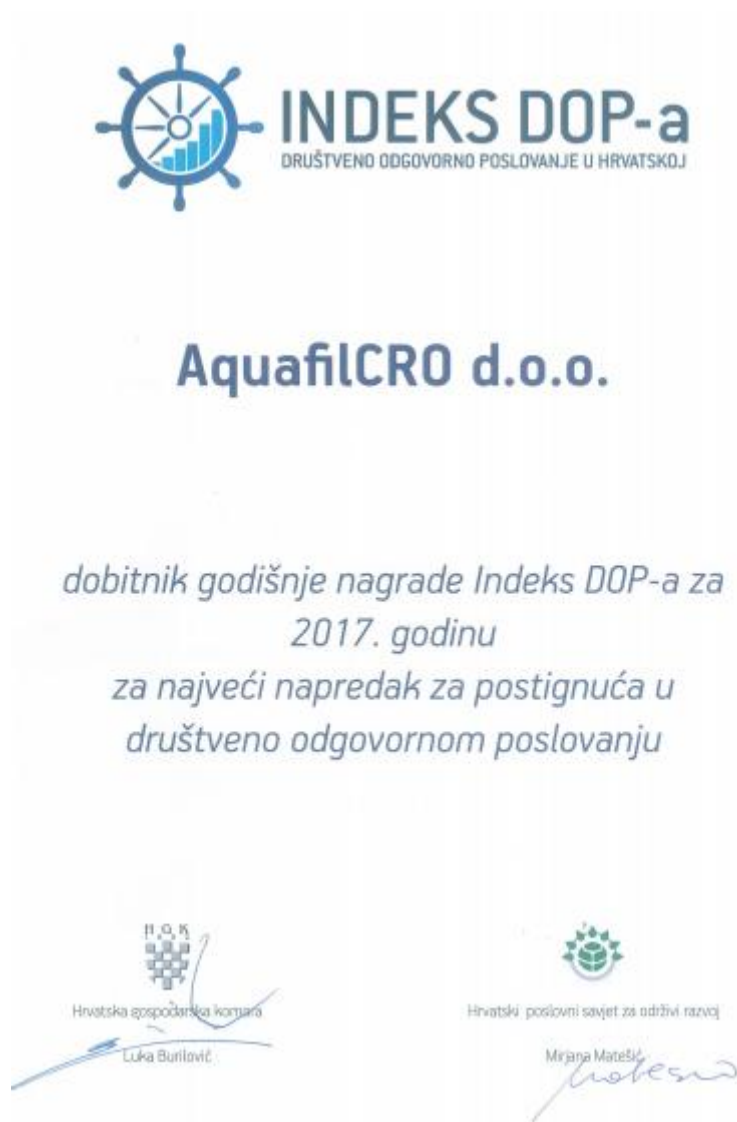 INDEKS DOP-a
DRUŠTVENO ODGOVORNO POSLOVANJE U HRVATSKOJ
AquafilCRO d.o.o.
dobitnik godišnje nagrade Indeks DOP-a za
2017. godinu
za najveći napredak za postignuća u
društveno odgovornom poslovanju
H.G.K
Hrvatska gospodarska komora
Luka Burilović
Hrvatski poslovni savjet za održivi razvoj
Mirjana Matešić